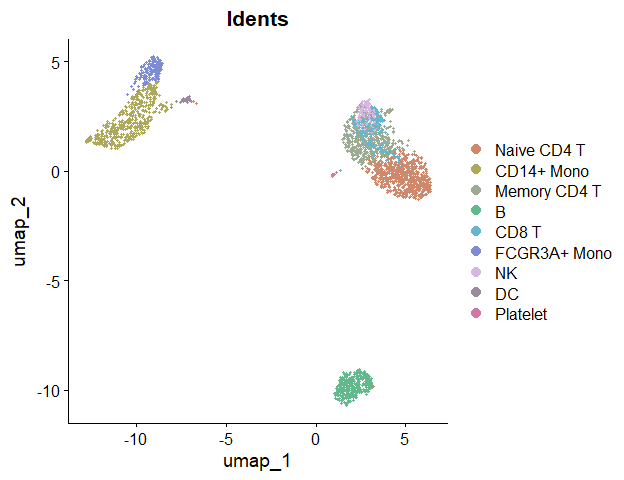 Idents
umap_2
5
0
-5
-10
-10
-5
0
5
umap_1
Naive CD4 T
CD14+ Mono
Memory CD4 T
B
CD8 T
FCGR3A+ Mono
NK
DC
Platelet